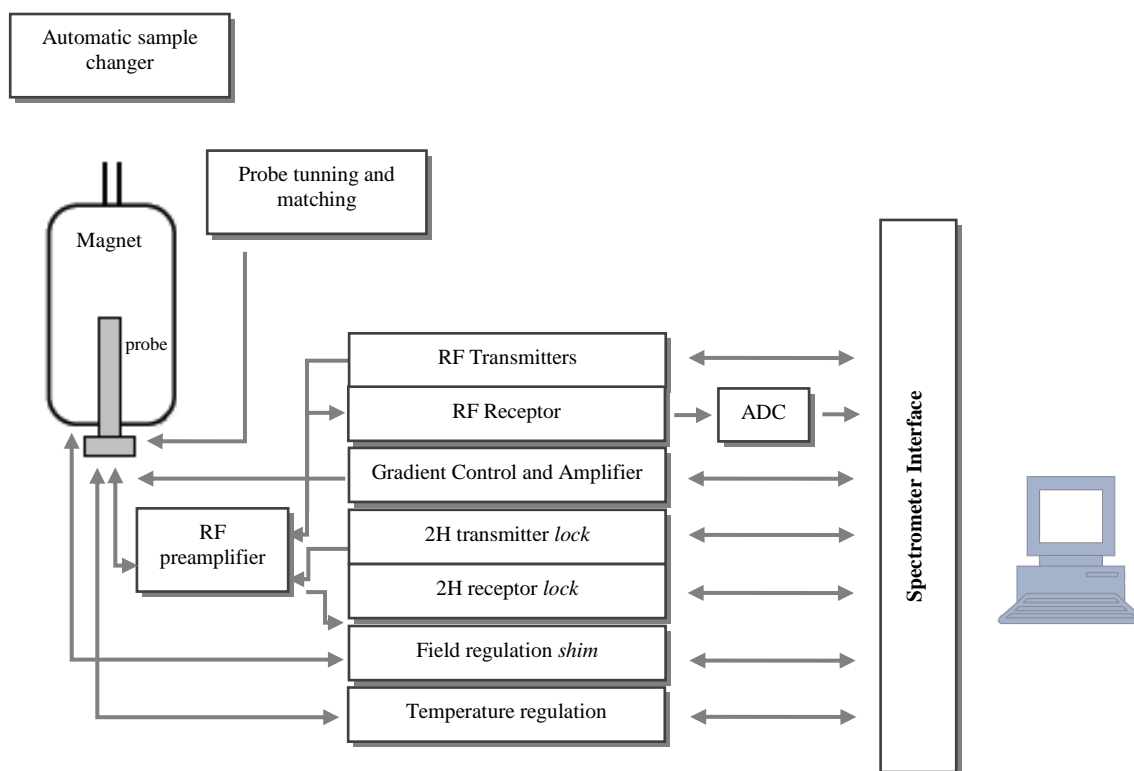 Automatic sample
changer
Probe tunning and
matching
Magnet
probe
RF Transmitters
RF Receptor
ADC
Gradient Control and Amplifier
RF
preamplifier
2H transmitter lock
2H receptor lock
Field regulation shim
Temperature regulation
Spectrometer Interface